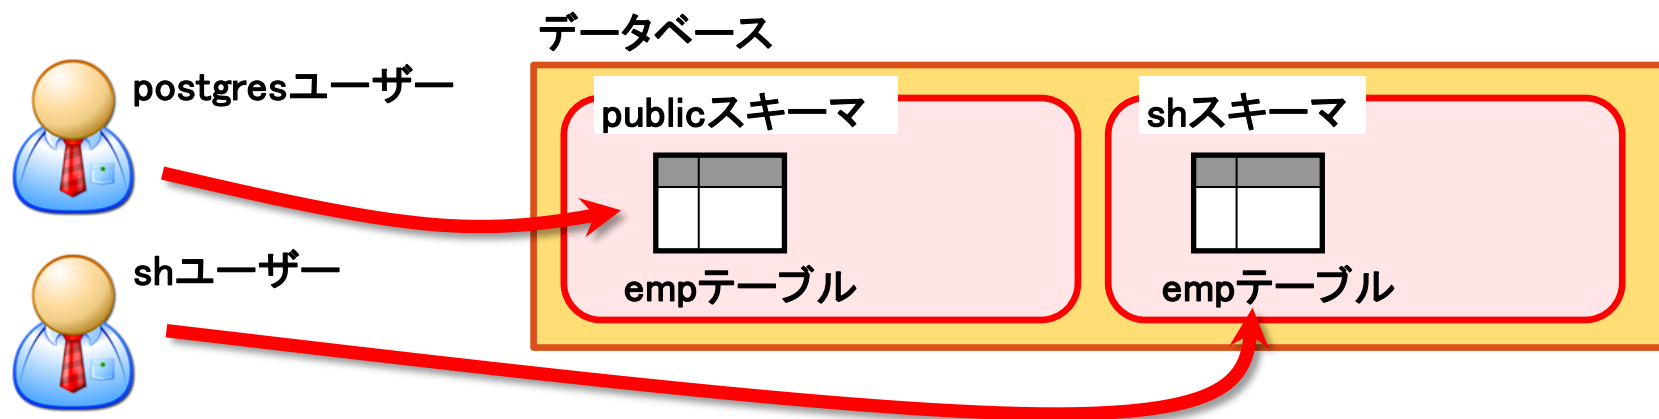 データベース
postgresユーザー
publicスキーマ
shスキーマ
shユーザー
empテーブル
empテーブル